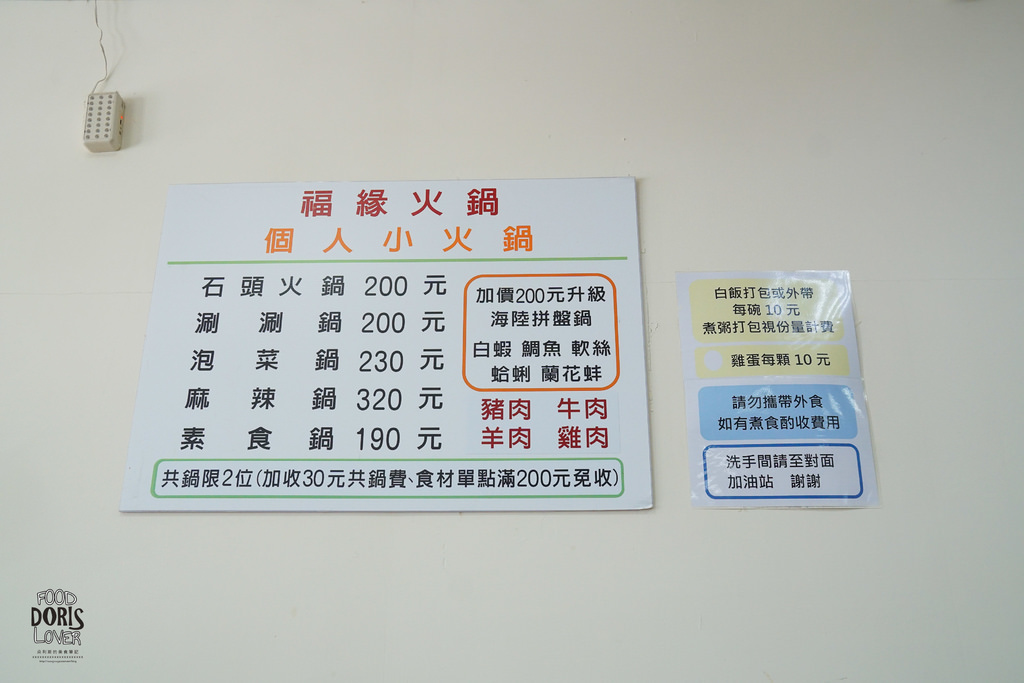 福緣火鍋
個人小火鍋
石頭火鍋 200 元
涮涮鍋 200 元
泡菜鍋 230 元
麻辣鍋 320 元
素食鍋 190 元
加價200元升級
海陸拼盤鍋
白蝦 鯛魚 軟絲
蛤蜊 蘭花蚌
豬肉 牛肉
羊肉 雞肉
共鍋限2位(加收30元共鍋費、食材單點滿200元免收)
白飯打包或外帶
每碗 10 元
煮粥打包視份量計費
雞蛋每顆 10 元
請勿攜帶外食
如有煮食酌收費用
洗手間請至對面
加油站 謝謝
FOOD
DORIS
LOVER